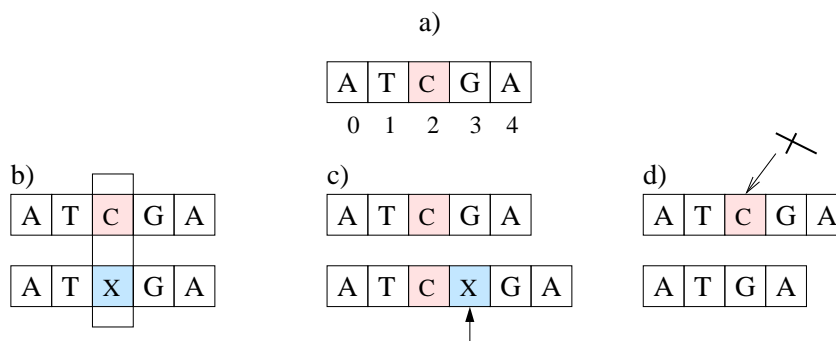 a)
A T C G A
0 1 2 3 4
b)
A T C G A
A T X G A
c)
A T C G A
A T C X G A
d)
A T C G A
A T G A